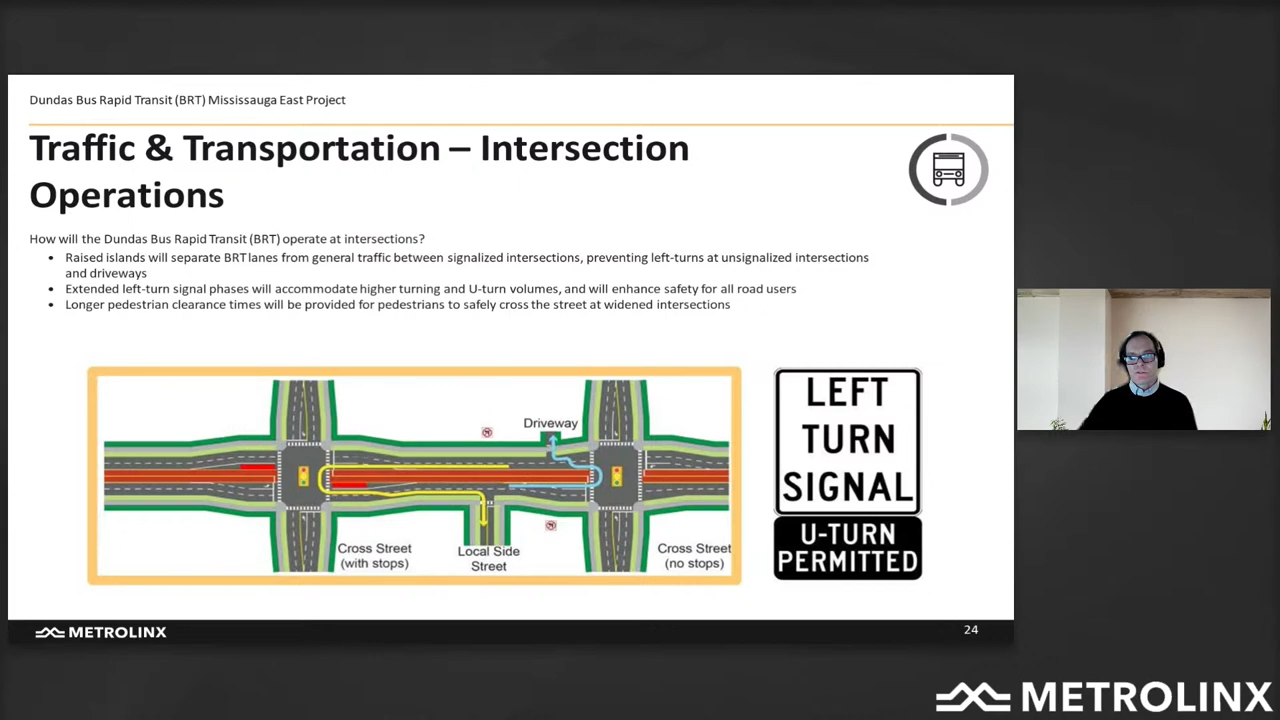 Dundas Bus Rapid Transit (BRT) Mississauga East Project
Traffic & Transportation – Intersection
Operations
How will the Dundas Bus Rapid Transit (BRT) operate at intersections?
• Raised islands will separate BRT lanes from general traffic between signalized intersections, preventing left-turns at unsignalized intersections
and driveways
• Extended left-turn signal phases will accommodate higher turning and U-turn volumes, and will enhance safety for all road users
• Longer pedestrian clearance times will be provided for pedestrians to safely cross the street at widened intersections
Driveway
Cross Street
(with stops)
Local Side
Street
Cross Street
(no stops)
LEFT
TURN
SIGNAL
U-TURN
PERMITTED
METROLINX
24
METROLINX